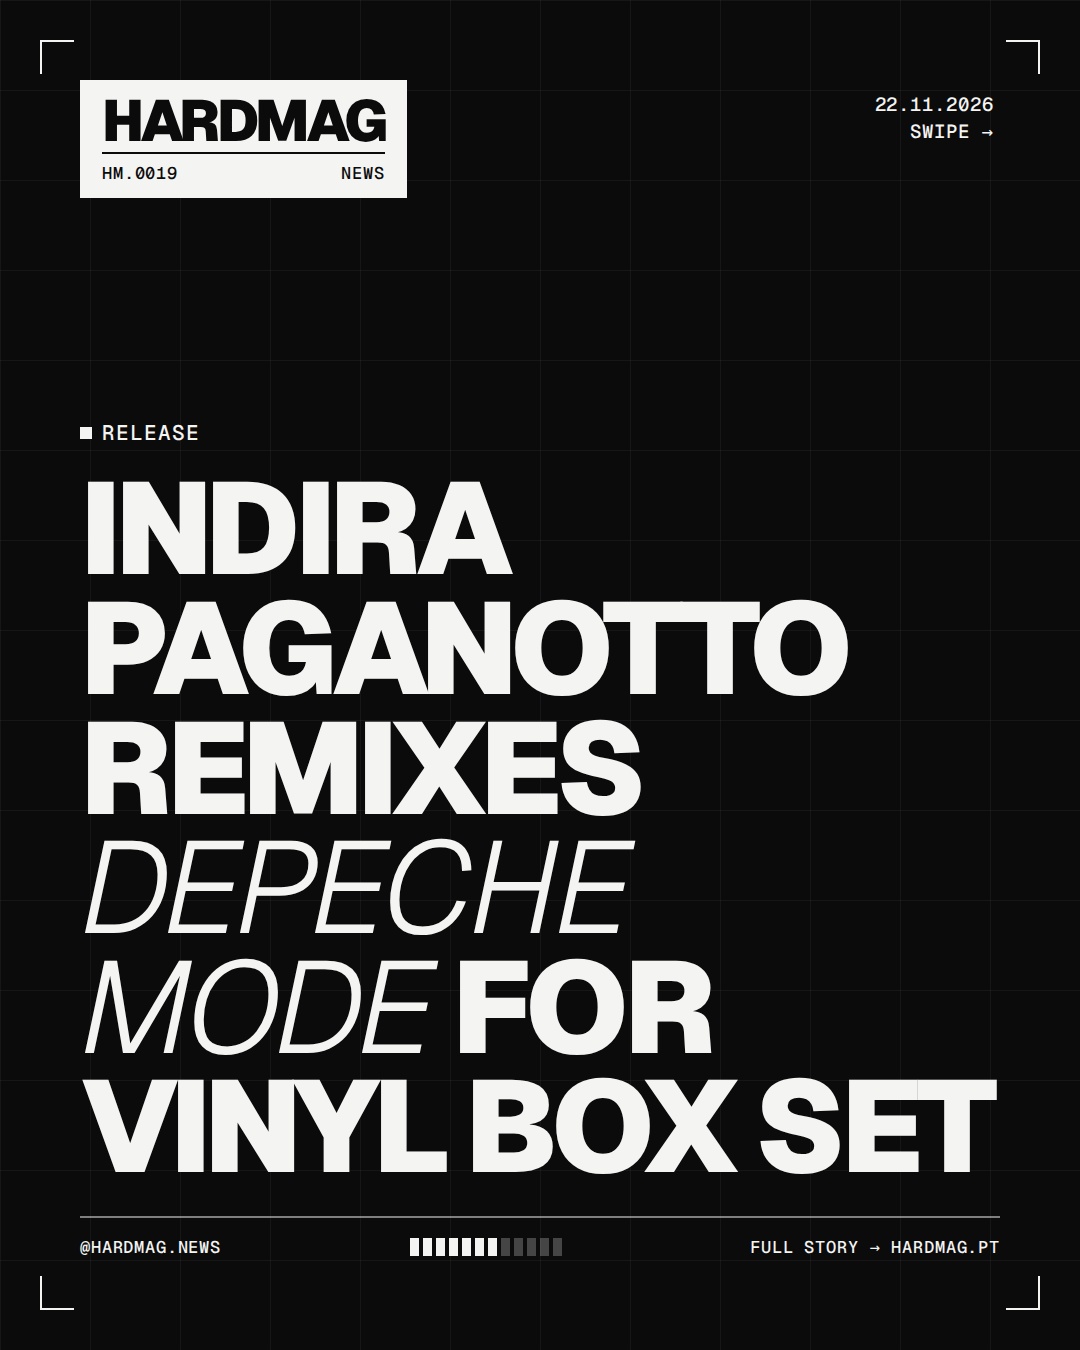 HARDMAG
HM.0019 NEWS
22.11.2026
SWIPE →
RELEASE
INDIRA
PAGANOTTO
REMIXES
DEPECHE
MODE FOR
VINYL BOX SET
@HARDMAG.NEWS
FULL STORY → HARDMAG.PT